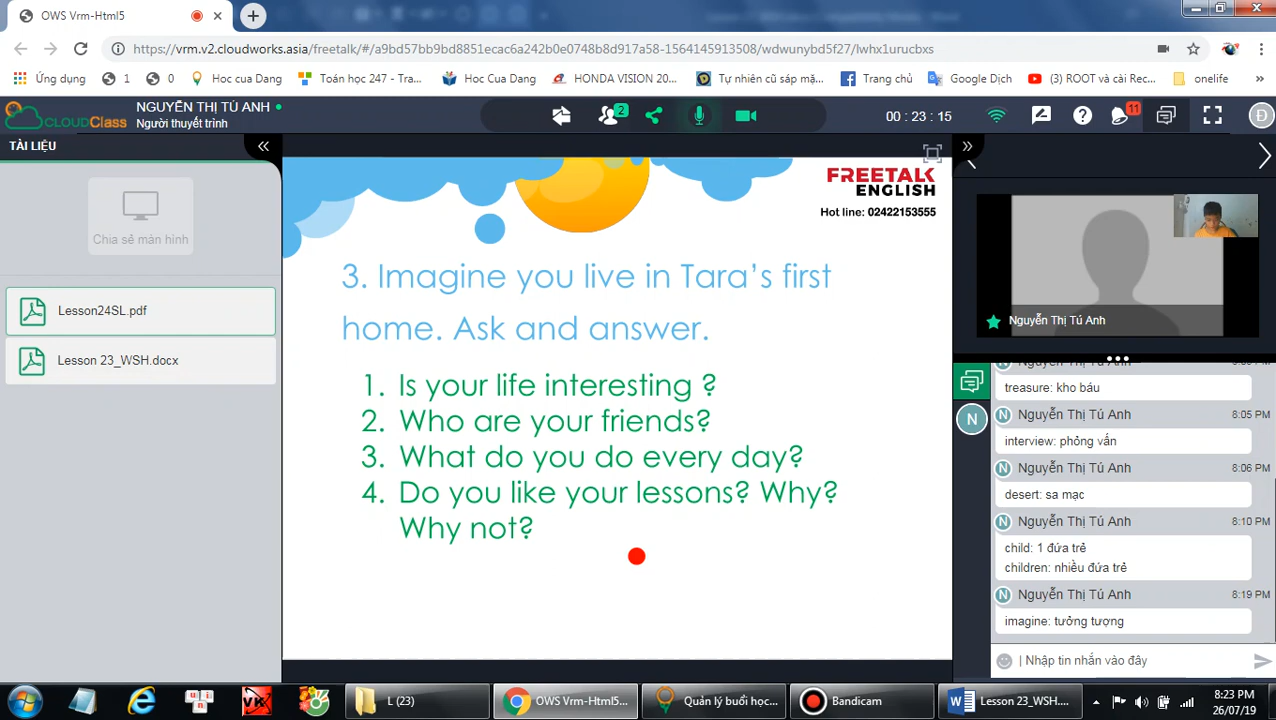 OWS Vrm-Html5
https://vrm.v2.cloudworks.asia/freetalk/#/a9bd57bb9bd8851ecac6a242b0e0748b8d917a58-1564145913508/wdwunybd5f27/lwhx1urucbxs
Ứng dụng 1 0 Hoc cua Dang Toán học 247 - Tra... Học Cua Dang HONDA VISION 20... Tự nhiên cũ sáp mặ... Trang chủ Google Dịch (3) ROOT và cài Rec... onelife »
CLOUDClass
NGUYỄN THỊ TÚ ANH
Người thuyết trình
2
00 : 23 : 15
11
Đ
TÀI LIỆU
Chia sẻ màn hình
Lesson24SL.pdf
Lesson 23_WSH.docx
FREETALK
ENGLISH
Hot line: 02422153555
3. Imagine you live in Tara's first
home. Ask and answer.
1. Is your life interesting ?
2. Who are your friends?
3. What do you do every day?
4. Do you like your lessons? Why?
Why not?
Nguyễn Thị Tú Anh
treasure: kho báu
N Nguyễn Thị Tú Anh 8:05 PM
interview: phỏng vấn
N Nguyễn Thị Tú Anh 8:06 PM
desert: sa mạc
N Nguyễn Thị Tú Anh 8:10 PM
child: 1 đứa trẻ
children: nhiều đứa trẻ
N Nguyễn Thị Tú Anh 8:19 PM
imagine: tưởng tượng
N
Nhập tin nhắn vào đây
L (23)
OWS Vrm-Html5...
Quản lý buổi học...
Bandicam
Lesson 23_WSH....
8:23 PM
26/07/19